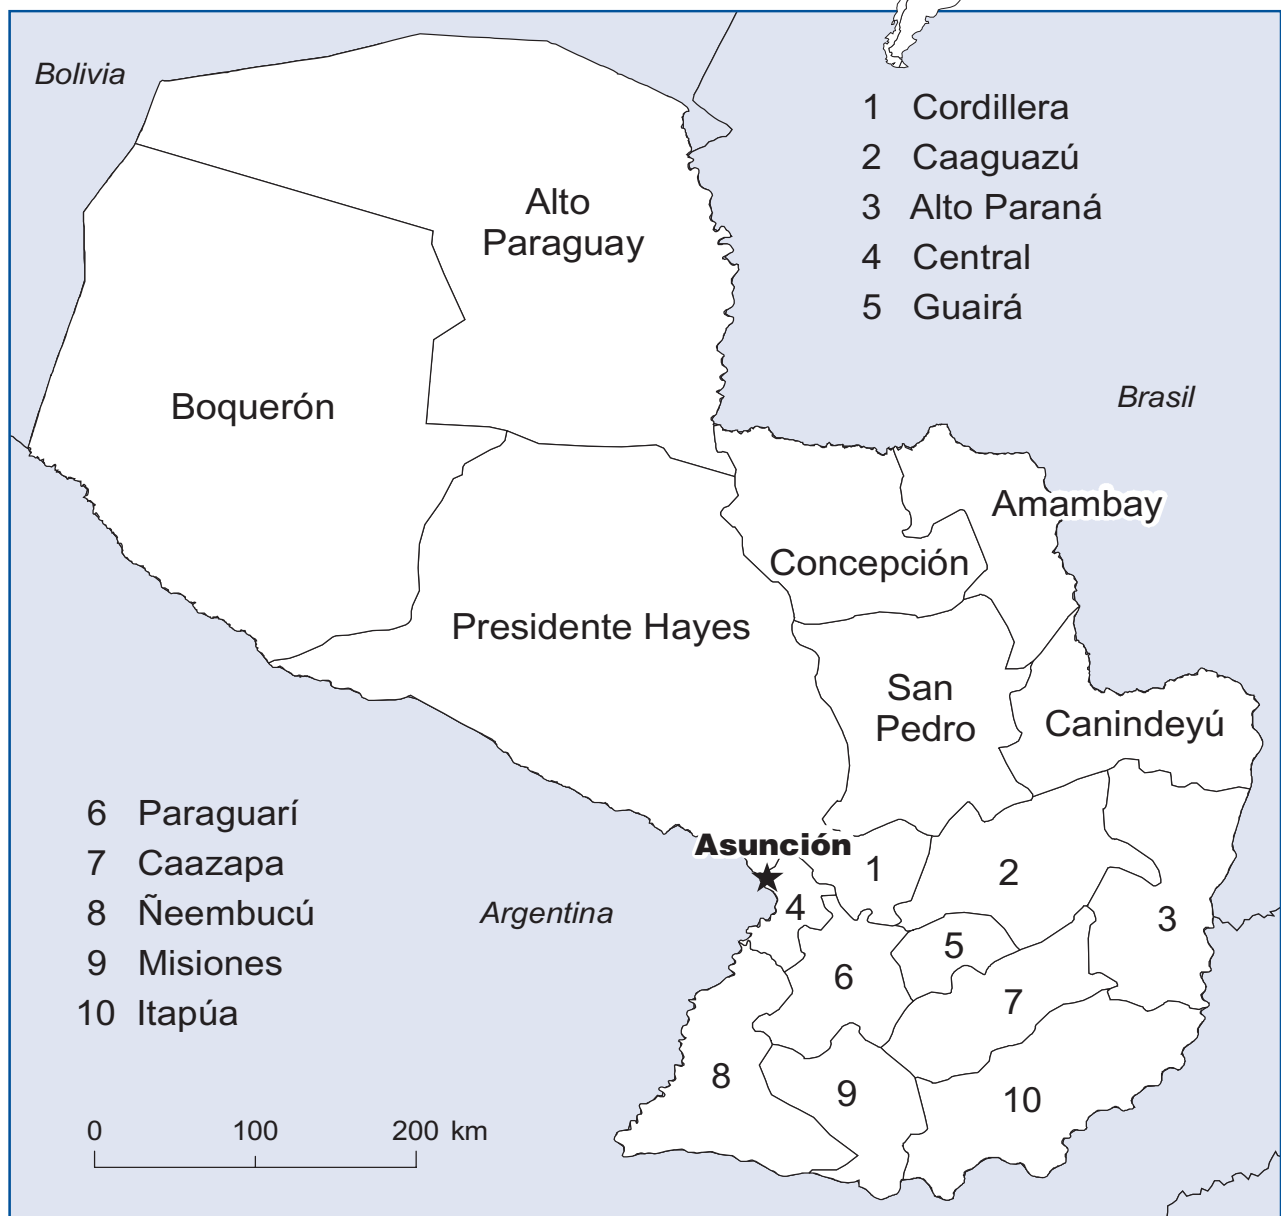 Bolivia
1 Cordillera
2 Caaguazú
3 Alto Paraná
4 Central
5 Guairá
Alto
Paraguay
Boquerón
Brasil
Amambay
Concepción
Presidente Hayes
San
Pedro
Canindeyú
6 Paraguarí
7 Caazapa
8 Ñeembucú
9 Misiones
10 Itapúa
Asunción
Argentina
1
2
3
4
5
6
7
8
9
10
0 100 200 km